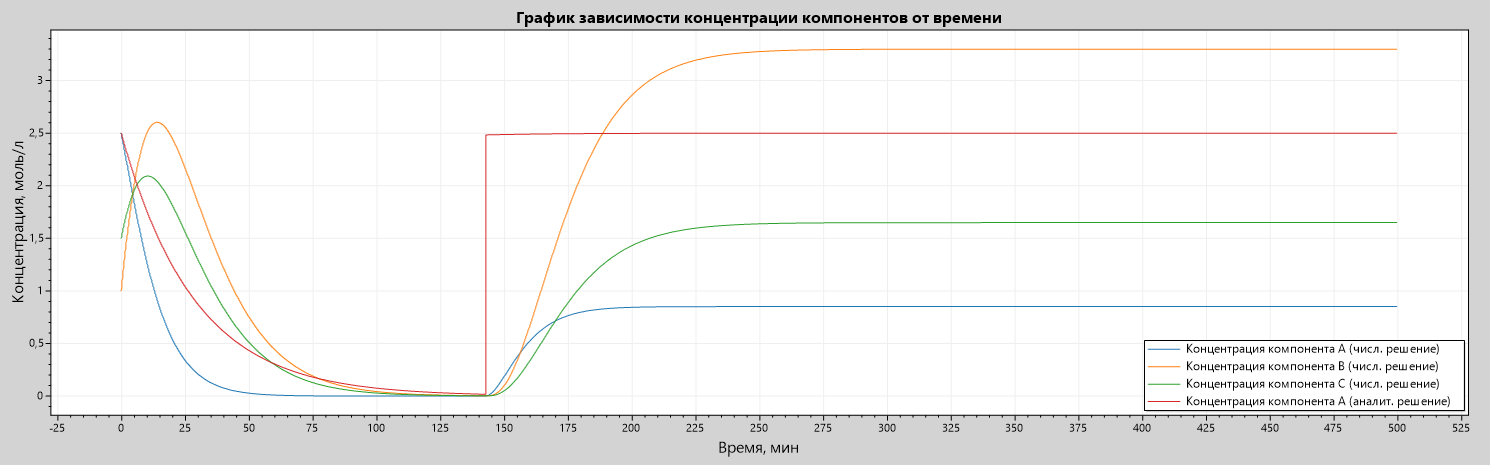 График зависимости концентрации компонентов от времени
Концентрация, моль/л
3
2,5
2
1,5
1
0,5
0
-25 0 25 50 75 100 125 150 175 200 225 250 275 300 325 350 375 400 425 450 475 500 525
Время, мин
Концентрация компонента А (числ. решение)
Концентрация компонента В (числ. решение)
Концентрация компонента С (числ. решение)
Концентрация компонента А (аналит. решение)